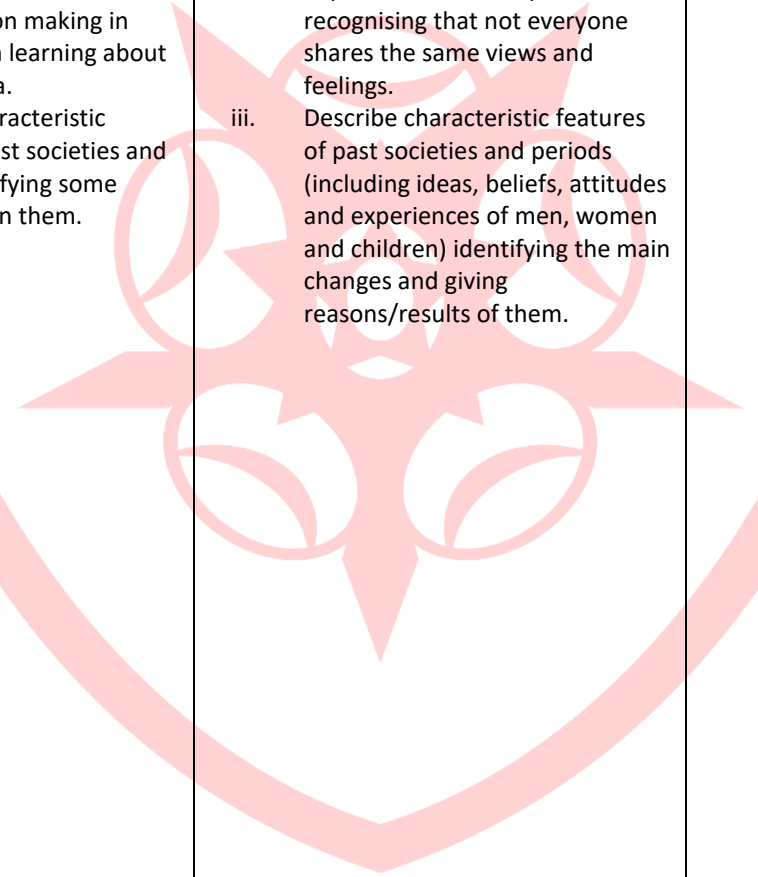 on making in
learning about
a.
racteristic
st societies and
fying some
n them.
recognising that not everyone
shares the same views and
feelings.
iii. Describe characteristic features
of past societies and periods
(including ideas, beliefs, attitudes
and experiences of men, women
and children) identifying the main
changes and giving
reasons/results of them.